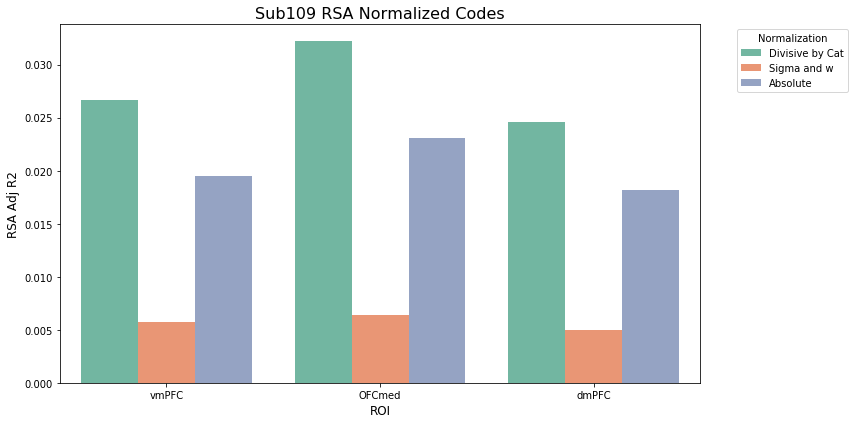 Sub109 RSA Normalized Codes
Normalization
Divisive by Cat
Sigma and w
Absolute
RSA Adj R2
0.030
0.025
0.020
0.015
0.010
0.005
0.000
vmPFC
OFCmed
dmPFC
ROI